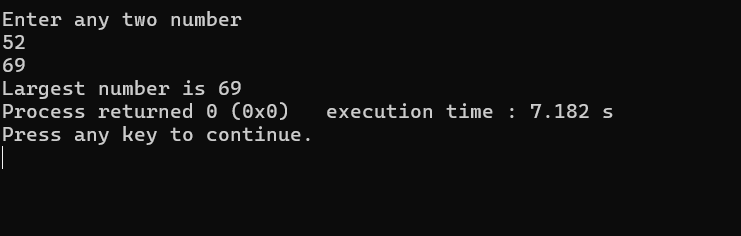 Enter any two number
52
69
Largest number is 69
Process returned 0 (0x0)   execution time : 7.182 s
Press any key to continue.